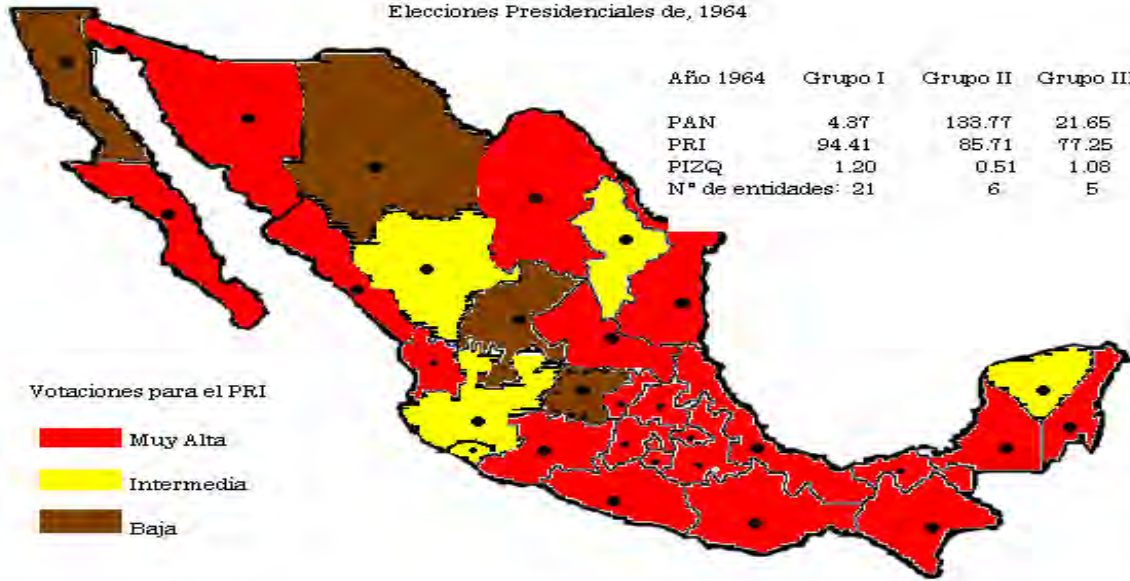 Elecciones Presidenciales de, 1964
Año 1964 Grupo I Grupo II Grupo III
PAN 4.37 133.77 21.65
PRI 94.41 85.71 77.25
PIZQ 1.20 0.51 1.08
N° de entidades: 21 6 5
Votaciones para el PRI
Muy Alta
Intermedia
Baja